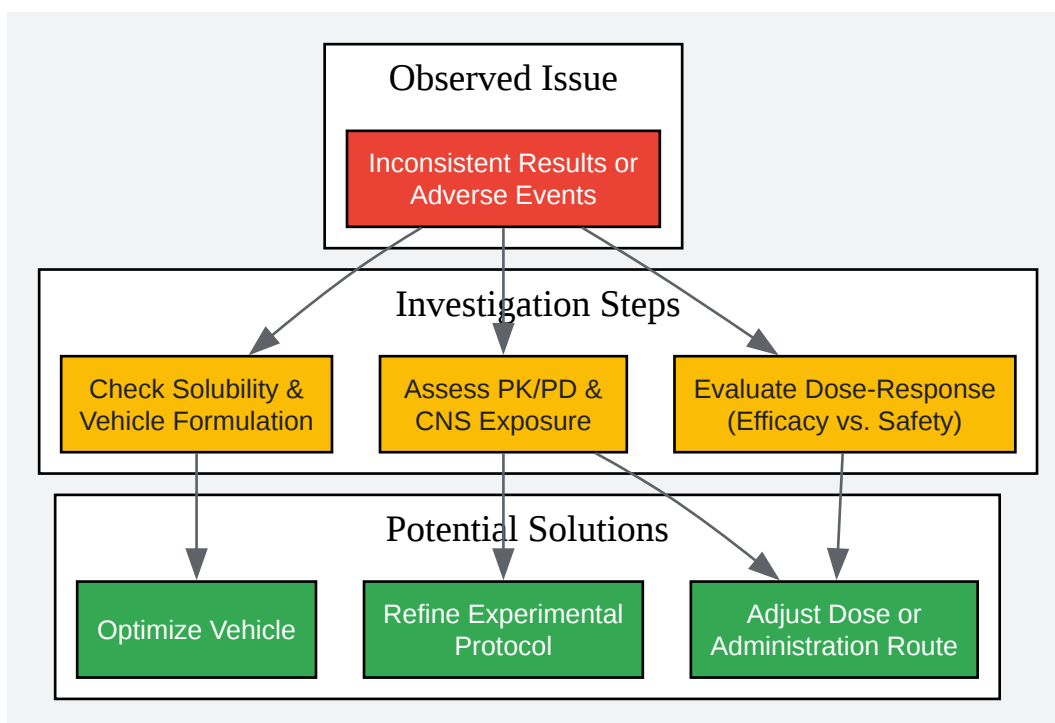 Observed Issue
Inconsistent Results or
Adverse Events
Investigation Steps
Check Solubility &
Vehicle Formulation
Assess PK/PD &
CNS Exposure
Evaluate Dose-Response
(Efficacy vs. Safety)
Potential Solutions
Optimize Vehicle
Refine Experimental
Protocol
Adjust Dose or
Administration Route